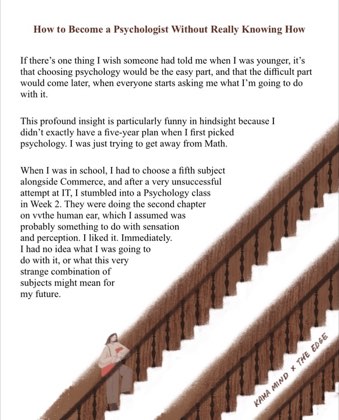 How to Become a Psychologist Without Really Knowing How
If there's one thing I wish someone had told me when I was younger, it's
that choosing psychology would be the easy part, and that the difficult part
would come later, when everyone starts asking me what I'm going to do
with it.
This profound insight is particularly funny in hindsight because I
didn't exactly have a five-year plan when I first picked
psychology. I was just trying to get away from Math.
When I was in school, I had to choose a fifth subject
alongside Commerce, and after a very unsuccessful
attempt at IT, I stumbled into a Psychology class
in Week 2. They were doing the second chapter
on vvthe human ear, which I assumed was
probably something to do with sensation
and perception. I liked it. Immediately.
I had no idea what I was going to
do with it, or what this very
strange combination of
subjects might mean for
my future.
KAHA MIND X THE EDGE